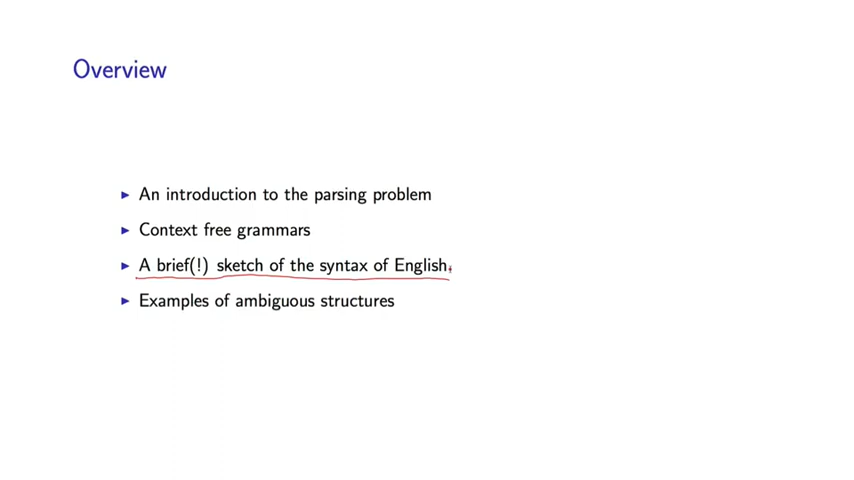 Overview
▶ An introduction to the parsing problem
▶ Context free grammars
▶ A brief(!) sketch of the syntax of English
▶ Examples of ambiguous structures